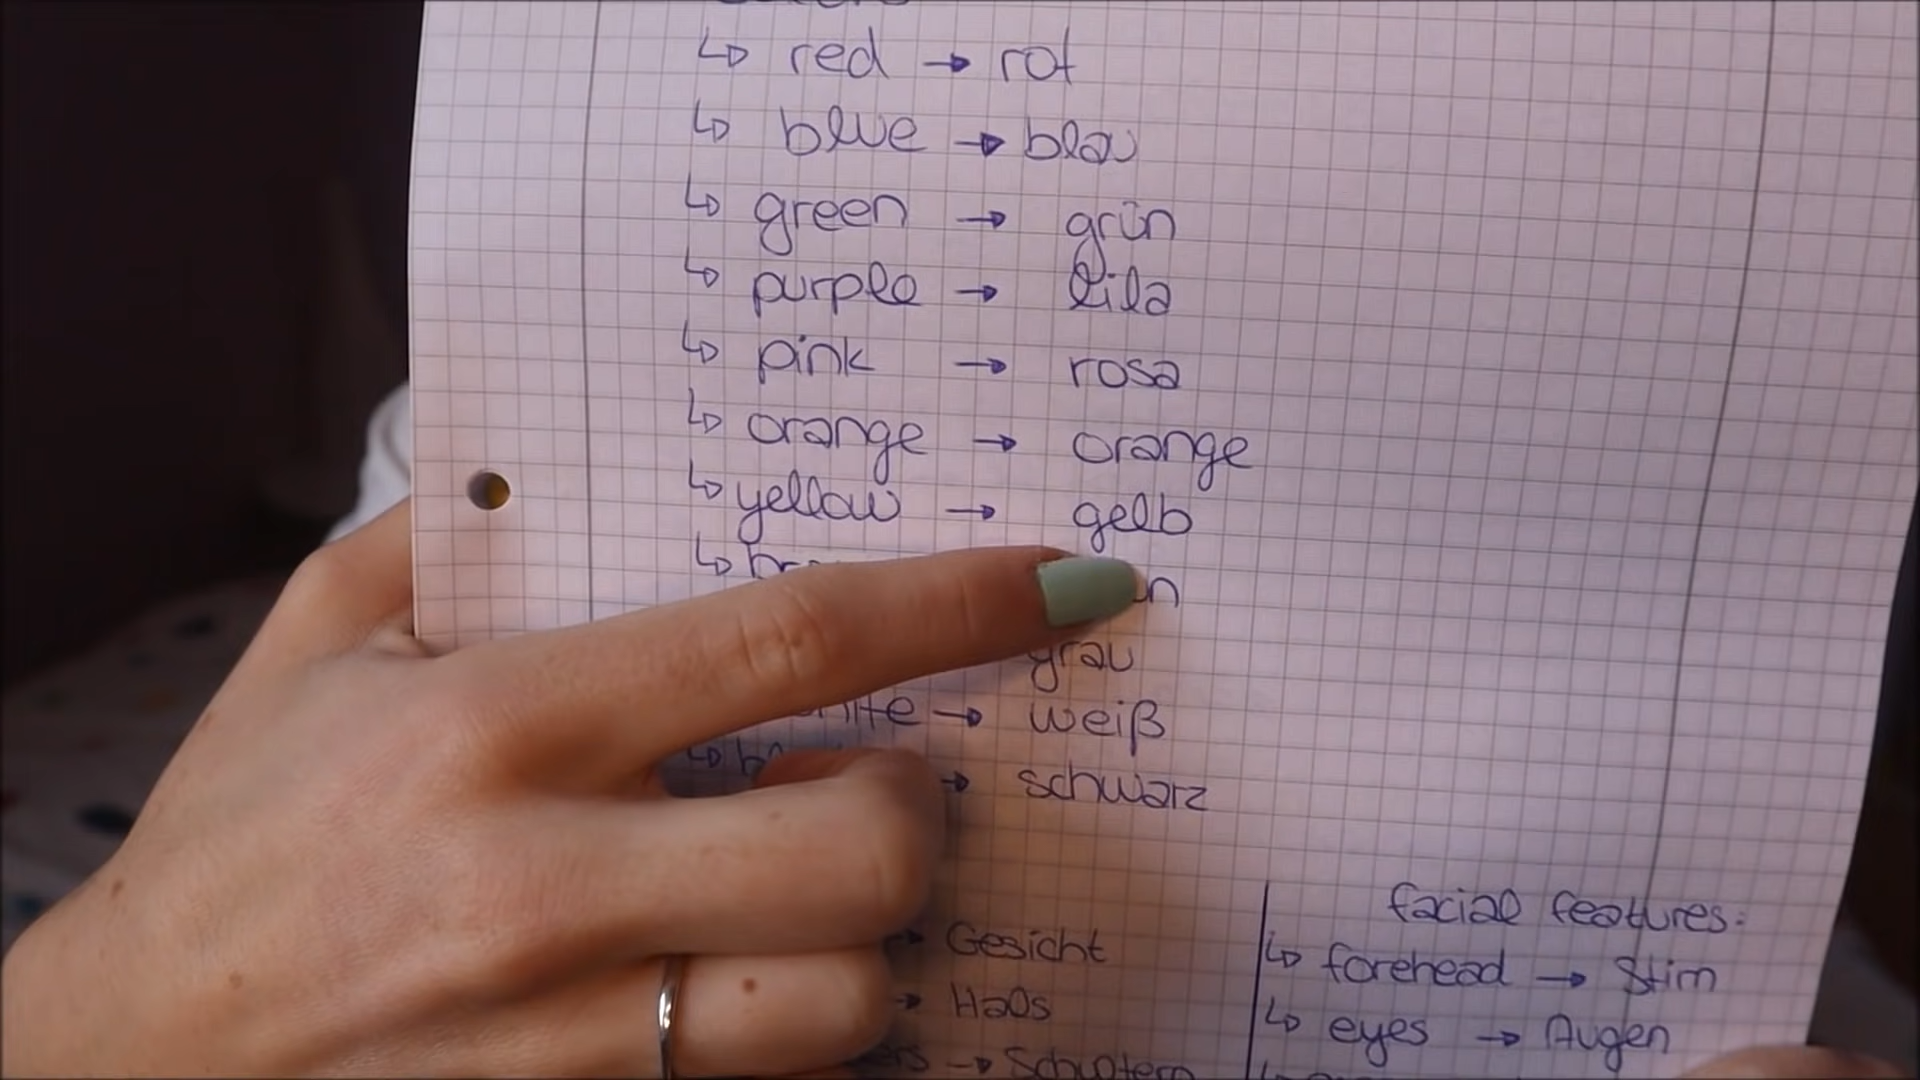 ↳ red → rot
↳ blue → blau
↳ green → grün
↳ purple → lila
↳ pink → rosa
↳ orange → orange
↳ yellow → gelb
grau
→ weiß
→ schwarz
→ Gesicht
→ Hals
→ Schultern
facial features:
↳ forehead → Stirn
↳ eyes → Augen